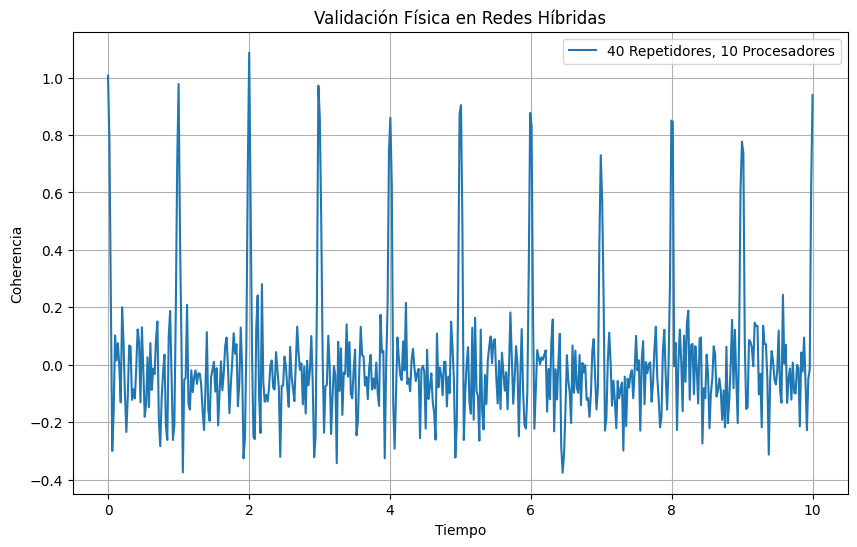 Validación Física en Redes Híbridas
40 Repetidores, 10 Procesadores
Coherencia
1.0
0.8
0.6
0.4
0.2
0.0
−0.2
−0.4
0 2 4 6 8 10
Tiempo